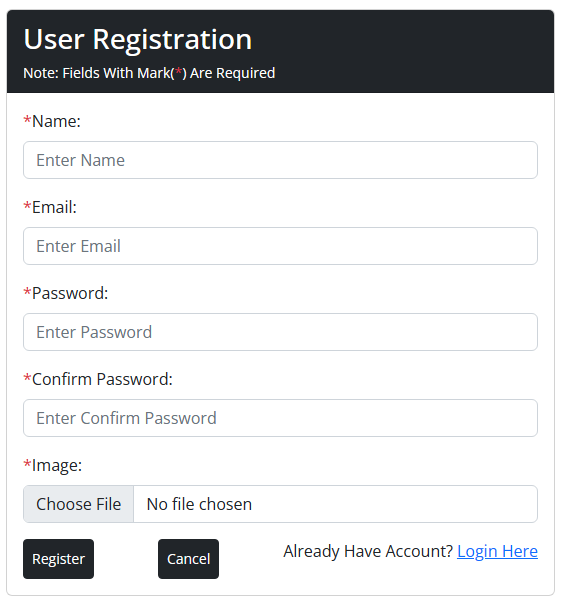 User Registration
Note: Fields With Mark(*) Are Required
*Name:
Enter Name
*Email:
Enter Email
*Password:
Enter Password
*Confirm Password:
Enter Confirm Password
*Image:
Choose File No file chosen
Register Cancel Already Have Account? Login Here